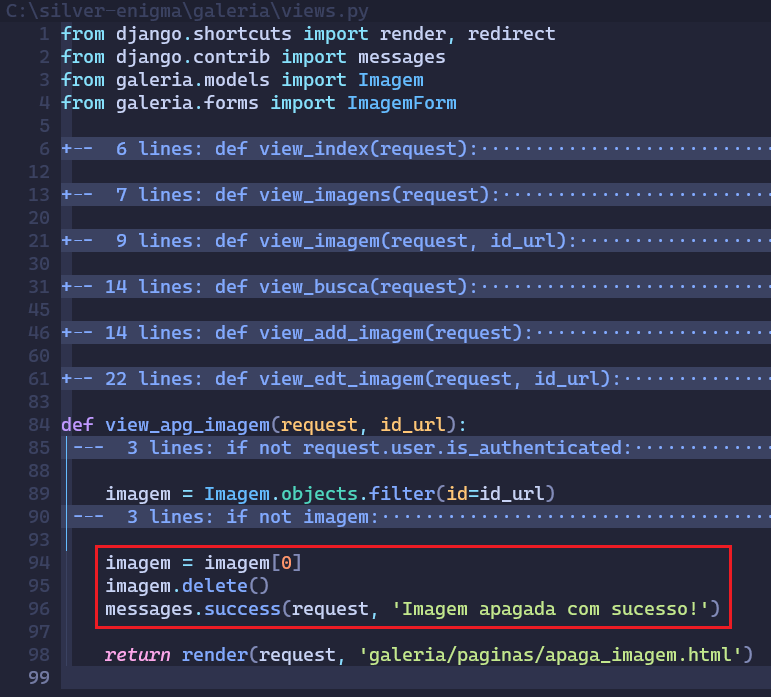 C:\silver-enigma\galeria\views.py
1 from django.shortcuts import render, redirect
2 from django.contrib import messages
3 from galeria.models import Imagem
4 from galeria.forms import ImagemForm
5
6 +--  6 lines: def view_index(request):··························
12
13 +--  7 lines: def view_imagens(request):························
20
21 +--  9 lines: def view_imagem(request, id_url):·················
30
31 +-- 14 lines: def view_busca(request):··························
45
46 +-- 14 lines: def view_add_imagem(request):·····················
60
61 +-- 22 lines: def view_edt_imagem(request, id_url):·············
83
84 def view_apg_imagem(request, id_url):
85 ---  3 lines: if not request.user.is_authenticated:············
88
89     imagem = Imagem.objects.filter(id=id_url)
90 ---  3 lines: if not imagem:···································
93
94     imagem = imagem[0]
95     imagem.delete()
96     messages.success(request, 'Imagem apagada com sucesso!')
97
98     return render(request, 'galeria/paginas/apaga_imagem.html')
99